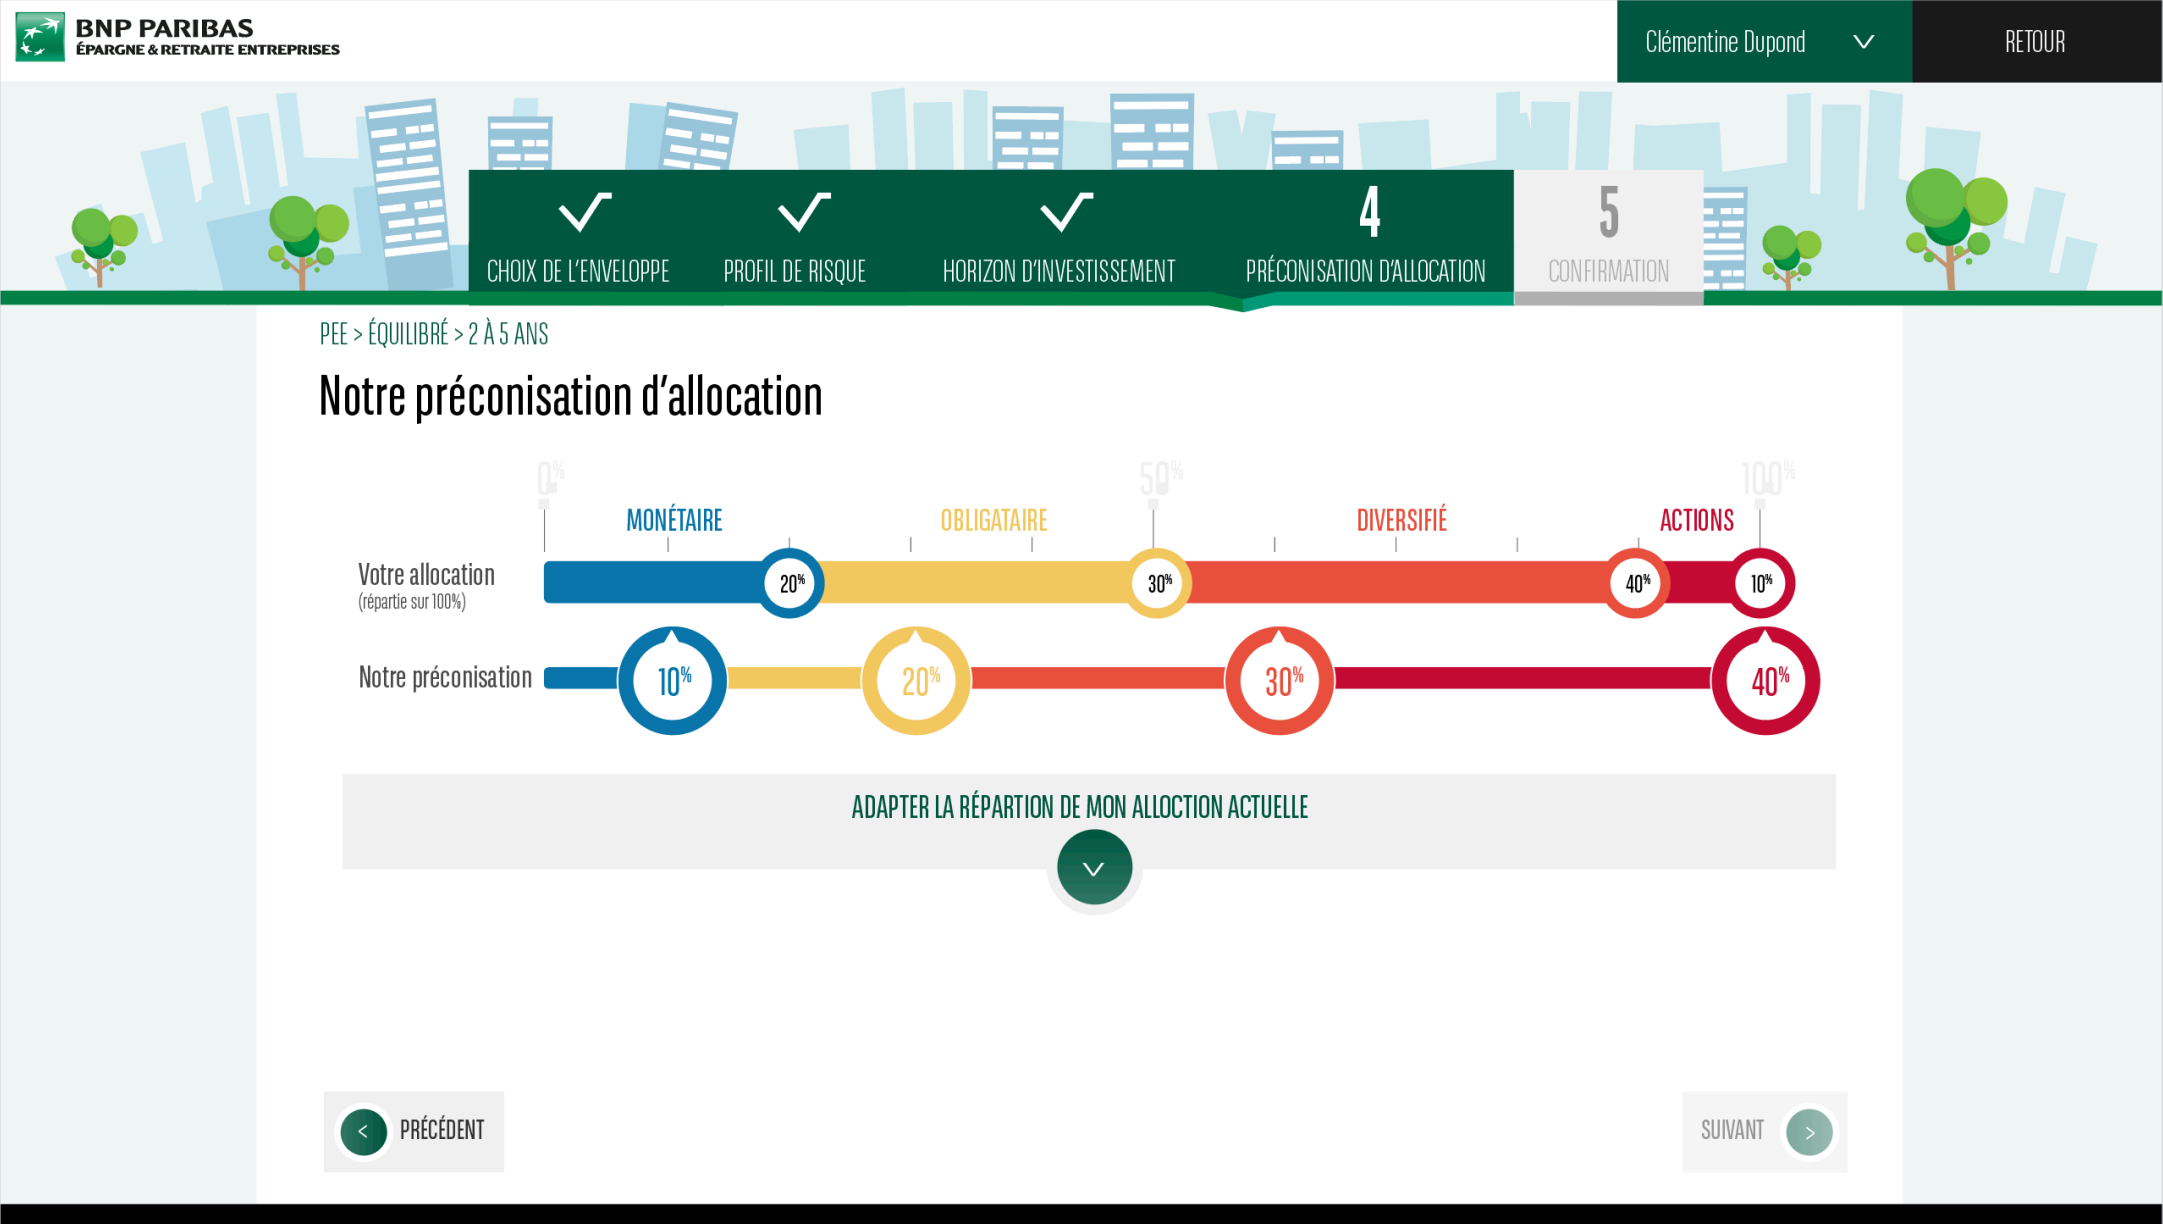 BNP PARIBAS
ÉPARGNE & RETRAITE ENTREPRISES
Clémentine Dupond
RETOUR
4
5
CHOIX DE L’ENVELOPPE
PROFIL DE RISQUE
HORIZON D’INVESTISSEMENT
PRÉCONISATION D’ALLOCATION
CONFIRMATION
PEE > ÉQUILIBRÉ > 2 À 5 ANS
Notre préconisation d’allocation
0%
50%
100%
MONÉTAIRE
OBLIGATAIRE
DIVERSIFIÉ
ACTIONS
Votre allocation
(répartie sur 100%)
20%
30%
40%
10%
Notre préconisation
10%
20%
30%
40%
ADAPTER LA RÉPARTION DE MON ALLOCTION ACTUELLE
< PRÉCÉDENT
SUIVANT >